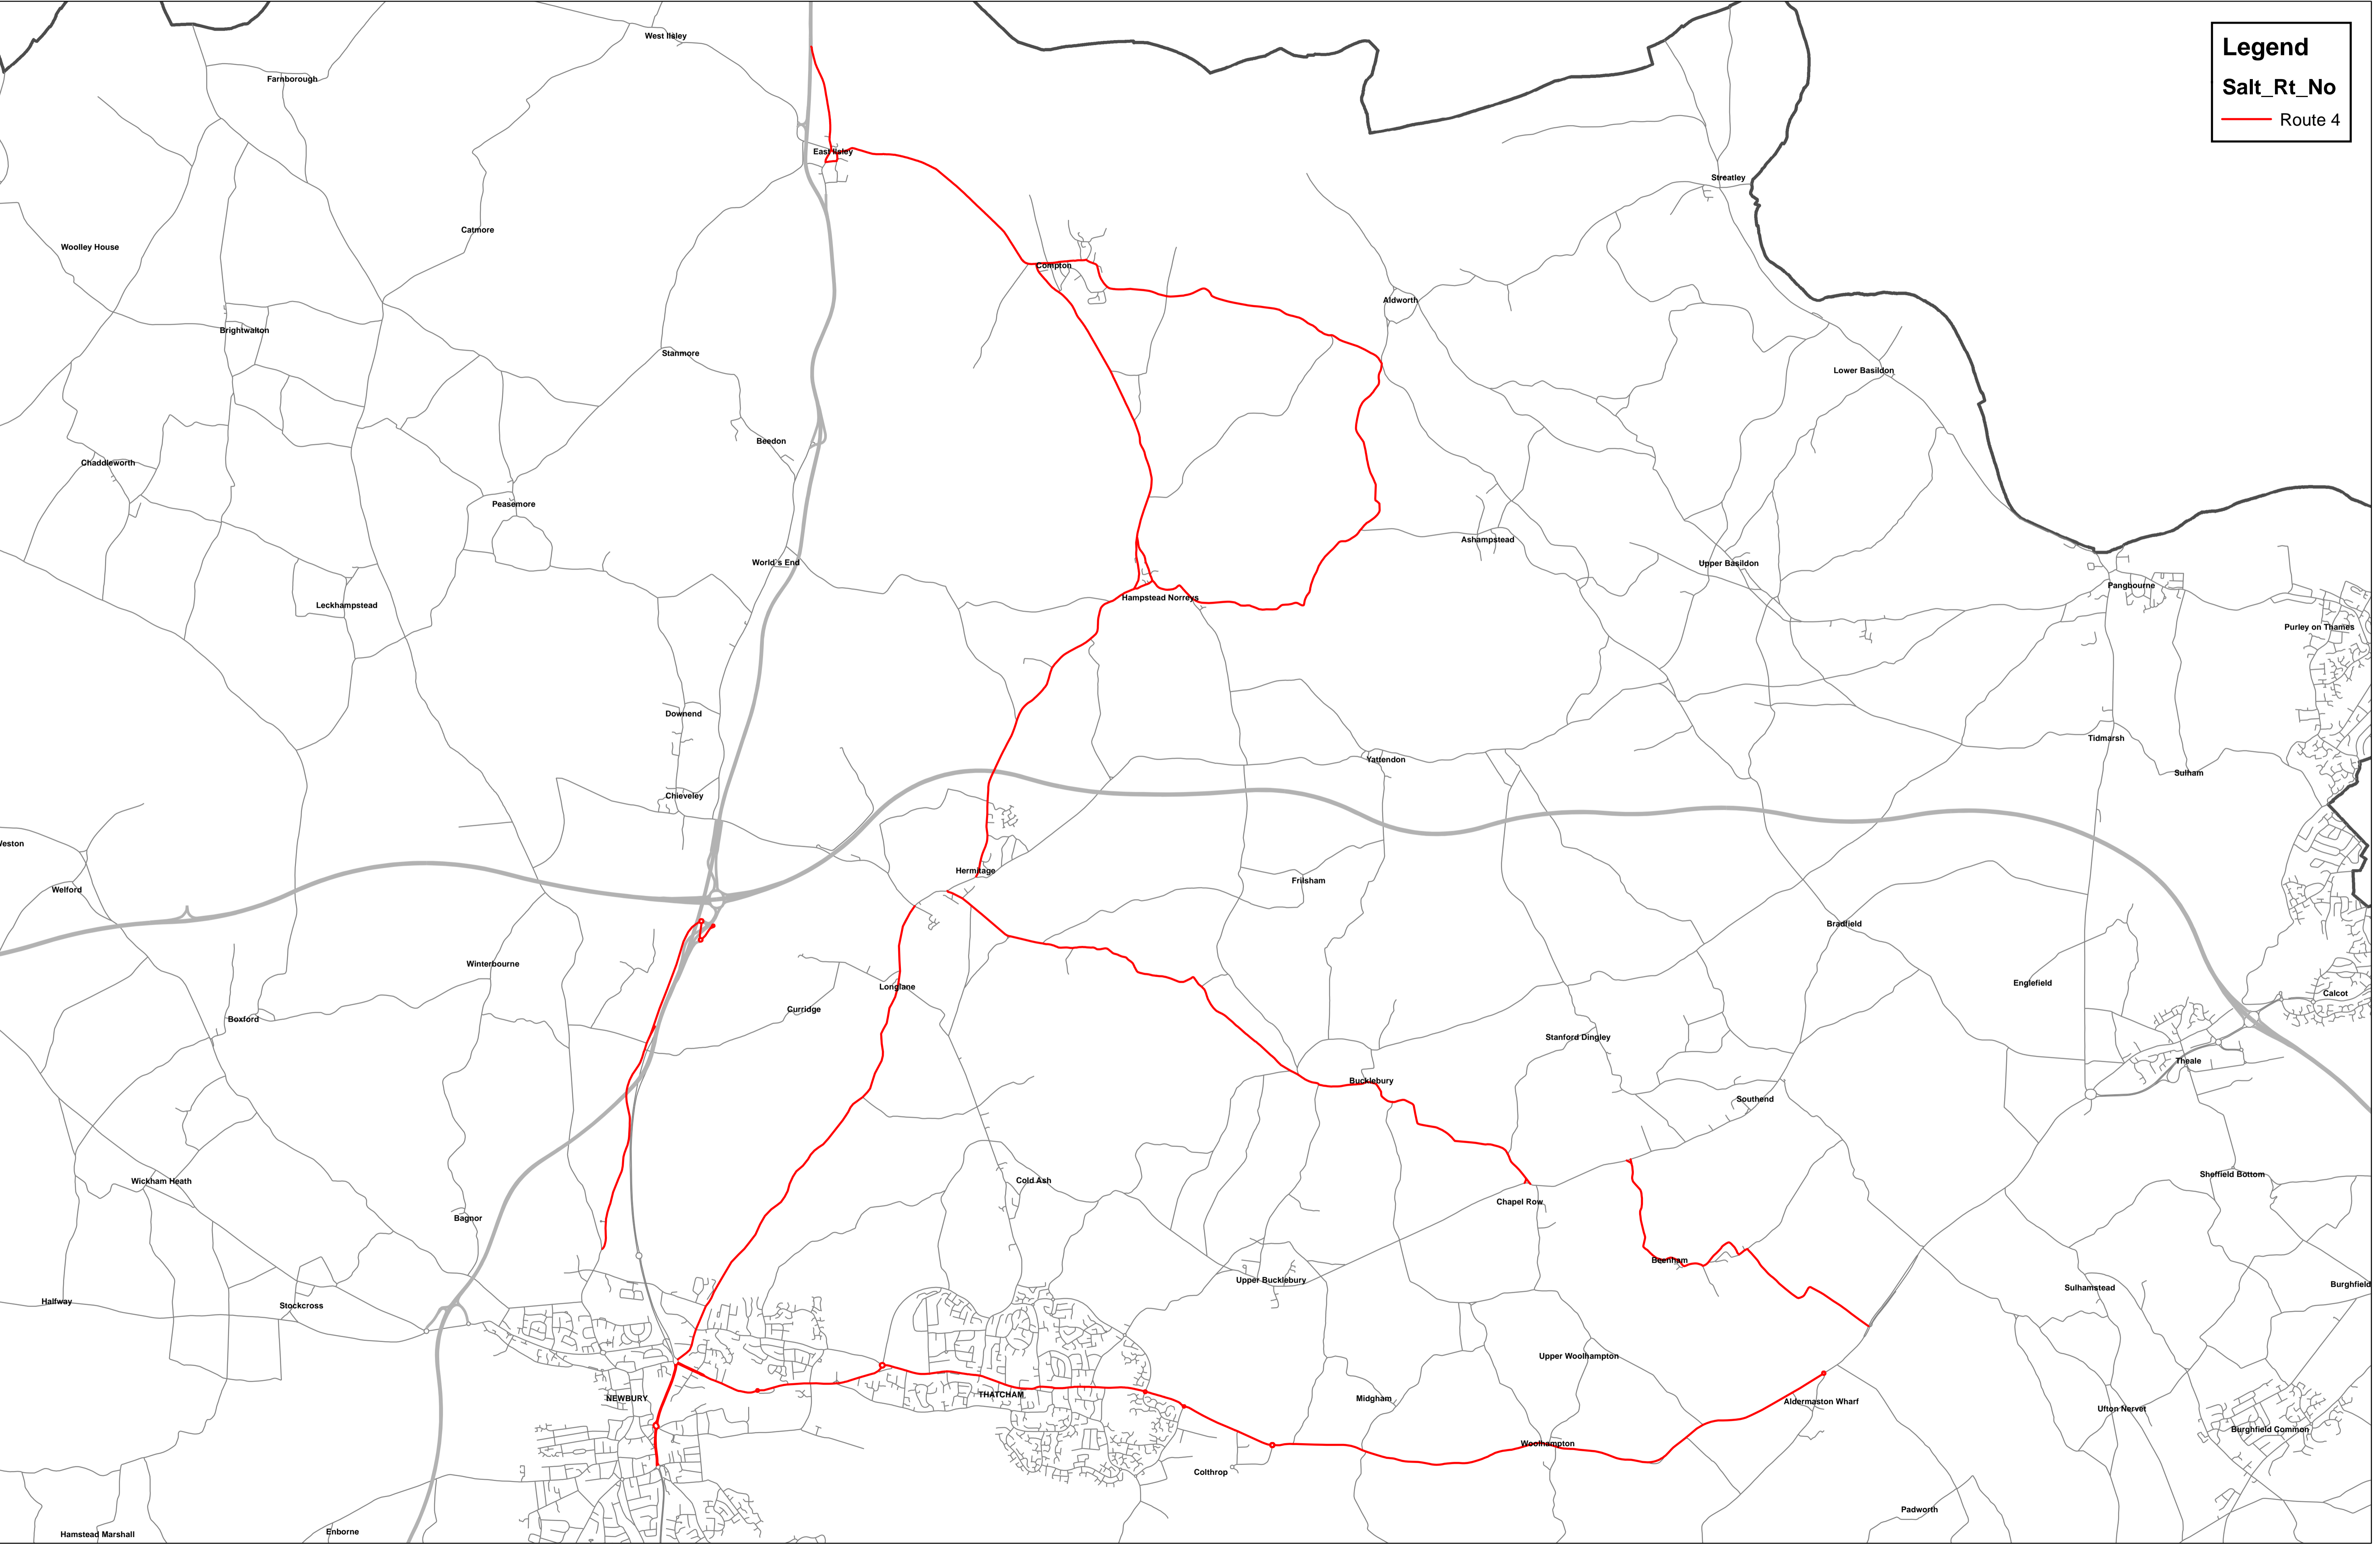 West Ilsley
Legend
Farnborough
Salt_Rt_No
Route 4
East Ilsley
Streatley
Catmore
Woolley House
Compton
Aldworth
Brightwalton
Stanmore
Lower Basildon
Beedon
Chaddleworth
Peasemore
Ashampstead
World's End
Upper Basildon
Pangbourne
Hampstead Norreys
Leckhampstead
Purley on Thames
Downend
Tidmarsh
Yattendon
Sulham
Chieveley
Weston
Hermitage
Frilsham
Welford
Bradfield
Winterbourne
Englefield
Longlane
Calcot
Curridge
Boxford
Stanford Dingley
Theale
Bucklebury
Southend
Sheffield Bottom
Cold Ash
Wickham Heath
Chapel Row
Bagnor
Beenham
Upper Bucklebury
Burghfield
Sulhamstead
Halfway
Stockcross
Upper Woolhampton
THATCHAM
NEWBURY
Midgham
Aldermaston Wharf
Ufton Nervet
Burghfield Common
Woolhampton
Colthrop
Padworth
Enborne
Hamstead Marshall